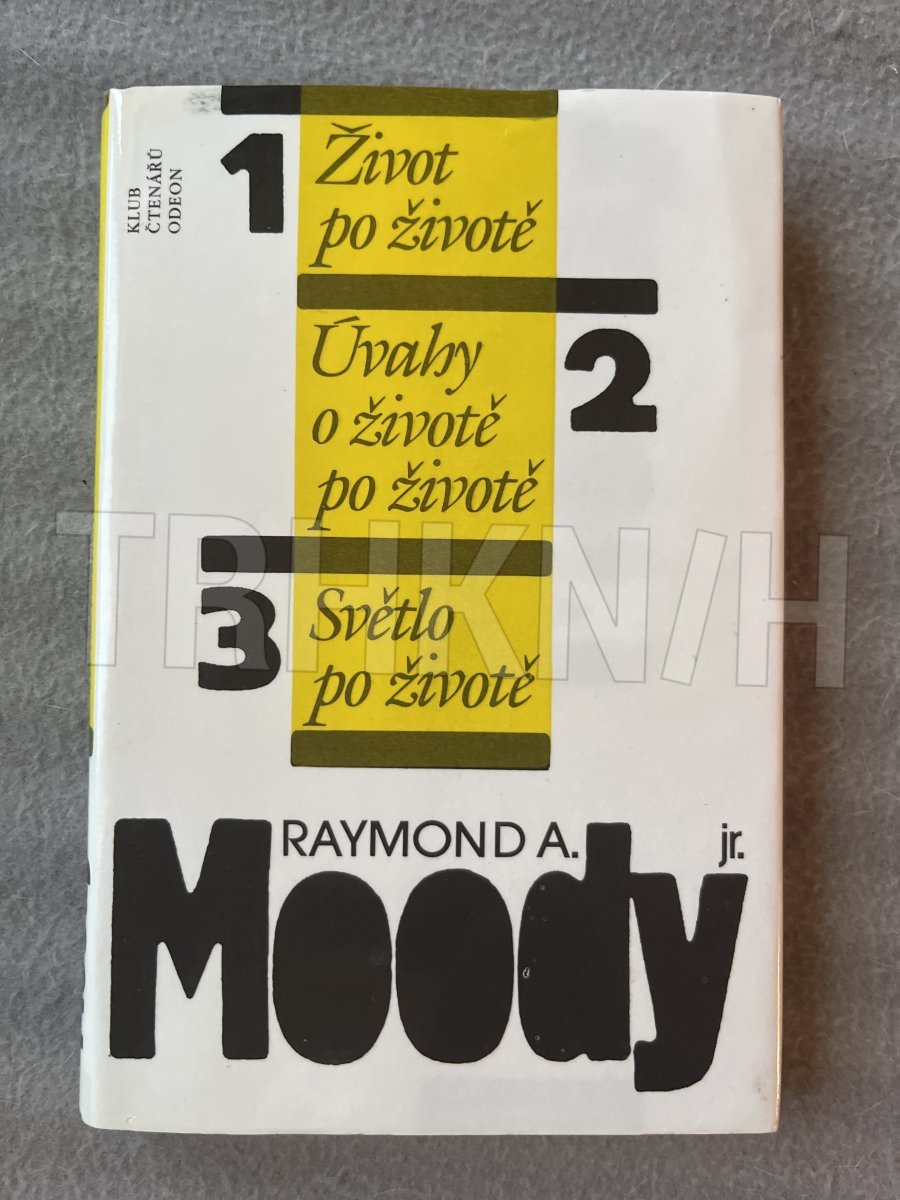 KLUB
ČTENÁŘŮ
ODEON
1
Život
po životě
2
Úvahy
o životě
po životě
3
Světlo
po životě
RAYMOND A.
Moody jr.
TRHKN/H